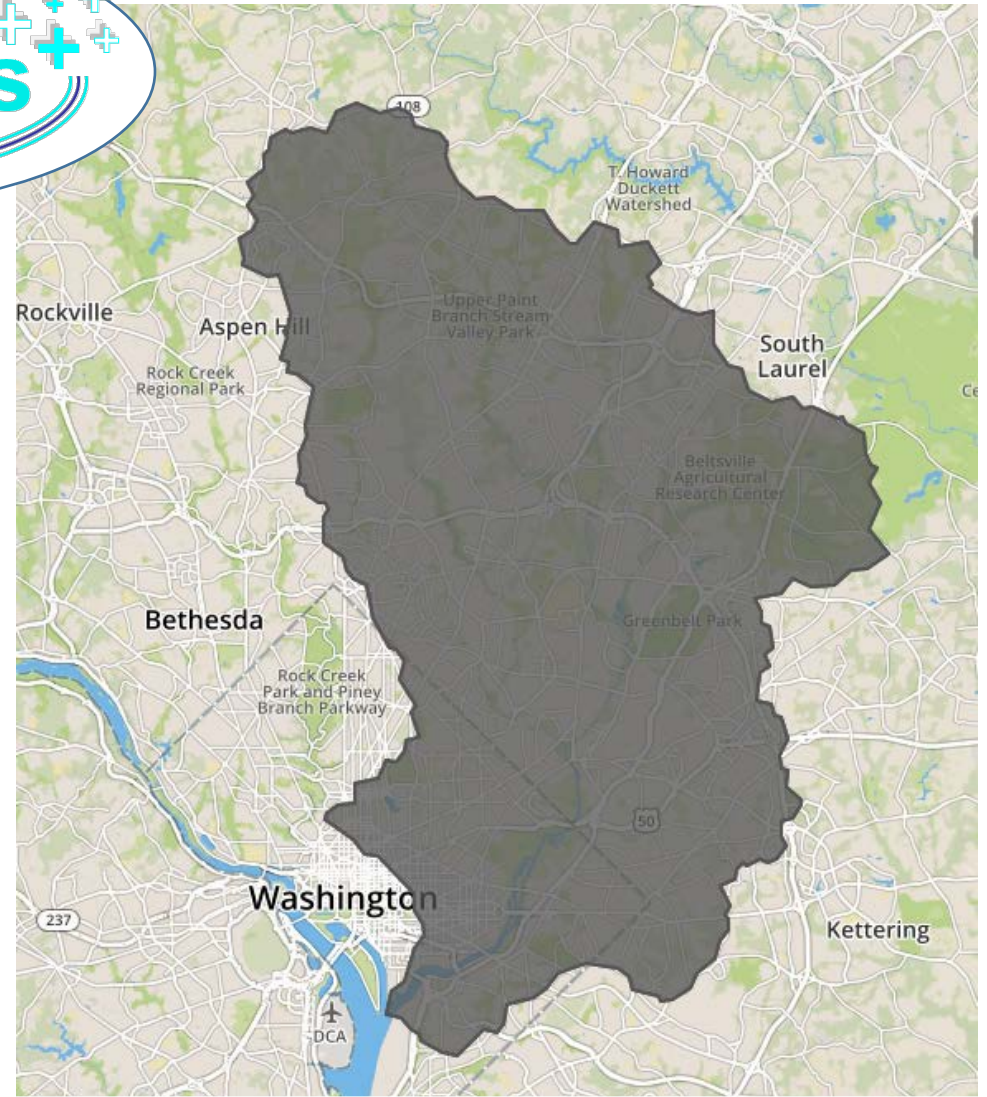 S
108
T. Howard
Duckett
Watershed
Rockville
Aspen Hill
Upper Paint
Branch Stream
Valley Park
South
Laurel
Rock Creek
Regional Park
Ce
Beltsville
Agricultural
Research Center
Bethesda
Greenbelt Park
Rock Creek
Park and Piney
Branch Parkway
50
Washington
237
Kettering
DCA